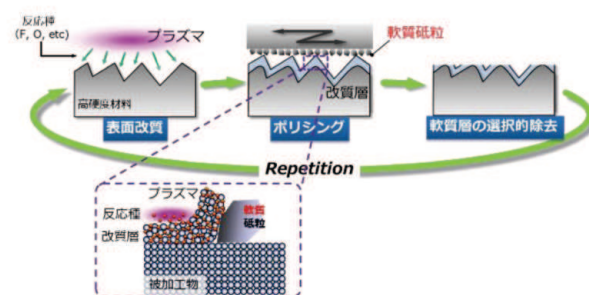 反応種
(F, O, etc)
プラズマ
高硬度材料
表面改質
軟質砥粒
改質層
ポリシング
軟質層の選択的除去
Repetition
プラズマ
反応種
改質層
軟質
砥粒
被加工物